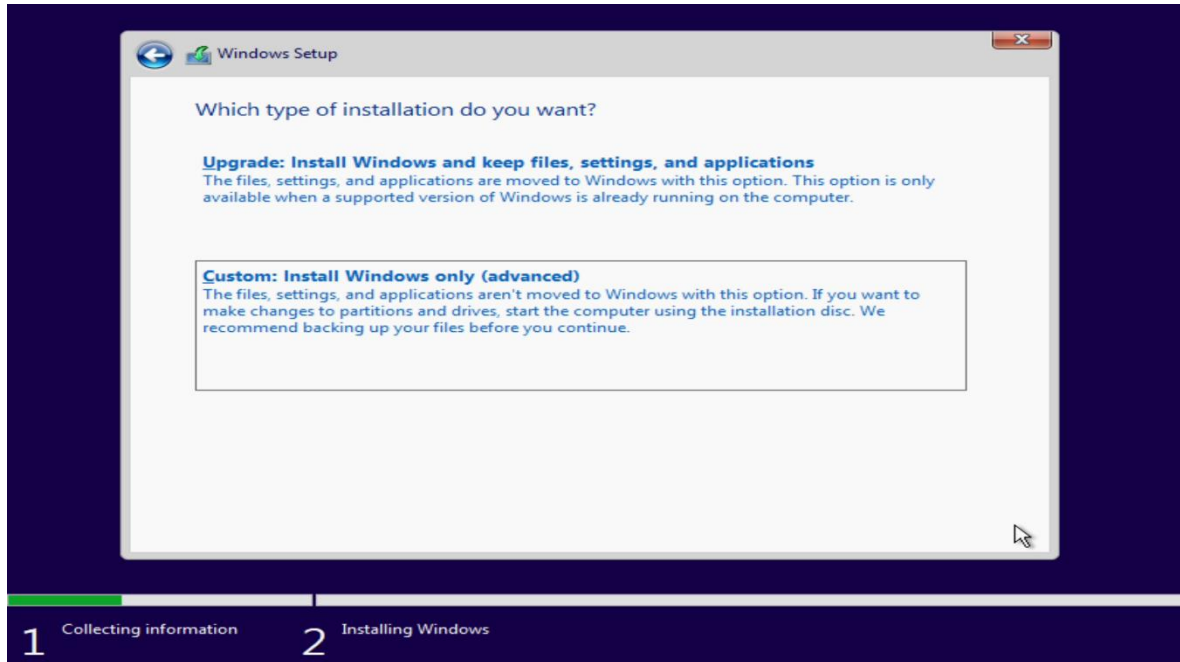 Windows Setup
Which type of installation do you want?
Upgrade: Install Windows and keep files, settings, and applications
The files, settings, and applications are moved to Windows with this option. This option is only
available when a supported version of Windows is already running on the computer.
Custom: Install Windows only (advanced)
The files, settings, and applications aren't moved to Windows with this option. If you want to
make changes to partitions and drives, start the computer using the installation disc. We
recommend backing up your files before you continue.
1 Collecting information 2 Installing Windows